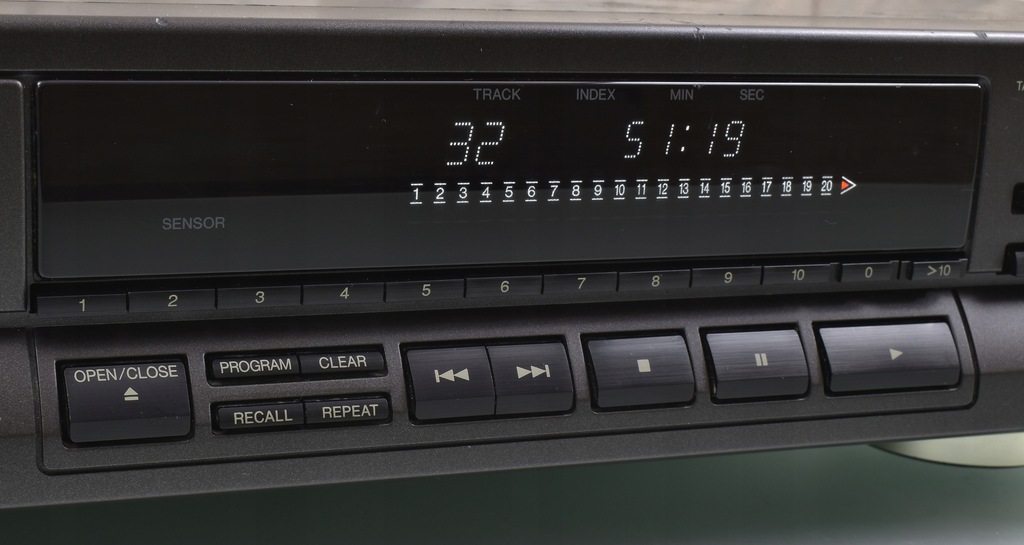 TRACK INDEX MIN SEC
32 51:19
1 2 3 4 5 6 7 8 9 10 11 12 13 14 15 16 17 18 19 20
SENSOR
1 2 3 4 5 6 7 8 9 10 0 >10
OPEN/CLOSE PROGRAM CLEAR
RECALL REPEAT